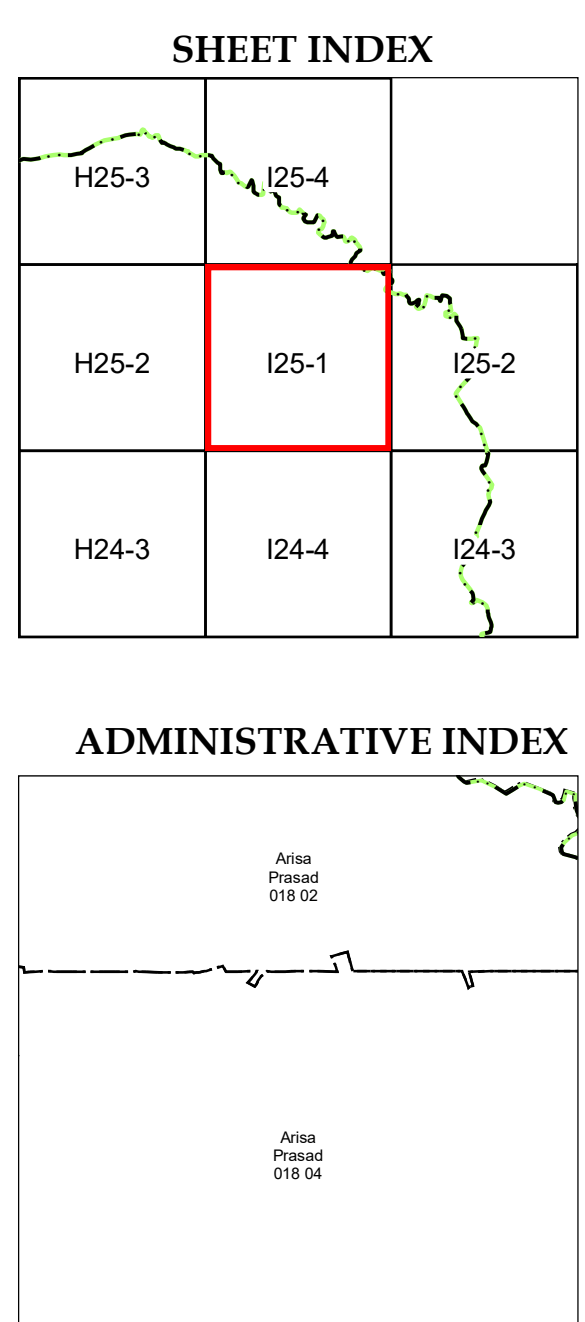 SHEET INDEX
H25-3
I25-4
H25-2
I25-1
I25-2
H24-3
I24-4
I24-3
ADMINISTRATIVE INDEX
Arisa
Prasad
018 02
Arisa
Prasad
018 04